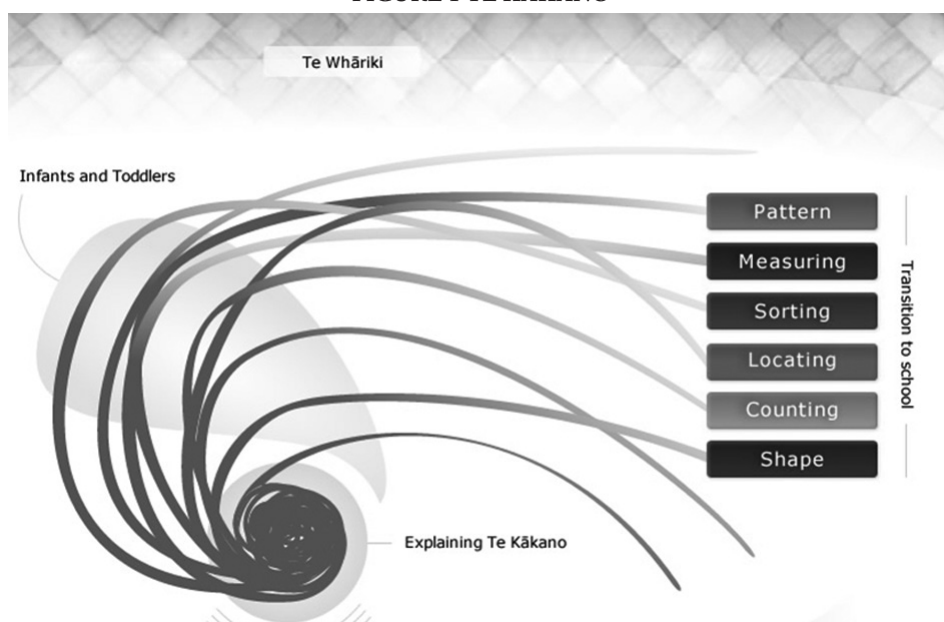 Te Whāriki
Infants and Toddlers
Pattern
Measuring
Sorting
Locating
Counting
Shape
Transition to school
Explaining Te Kākano